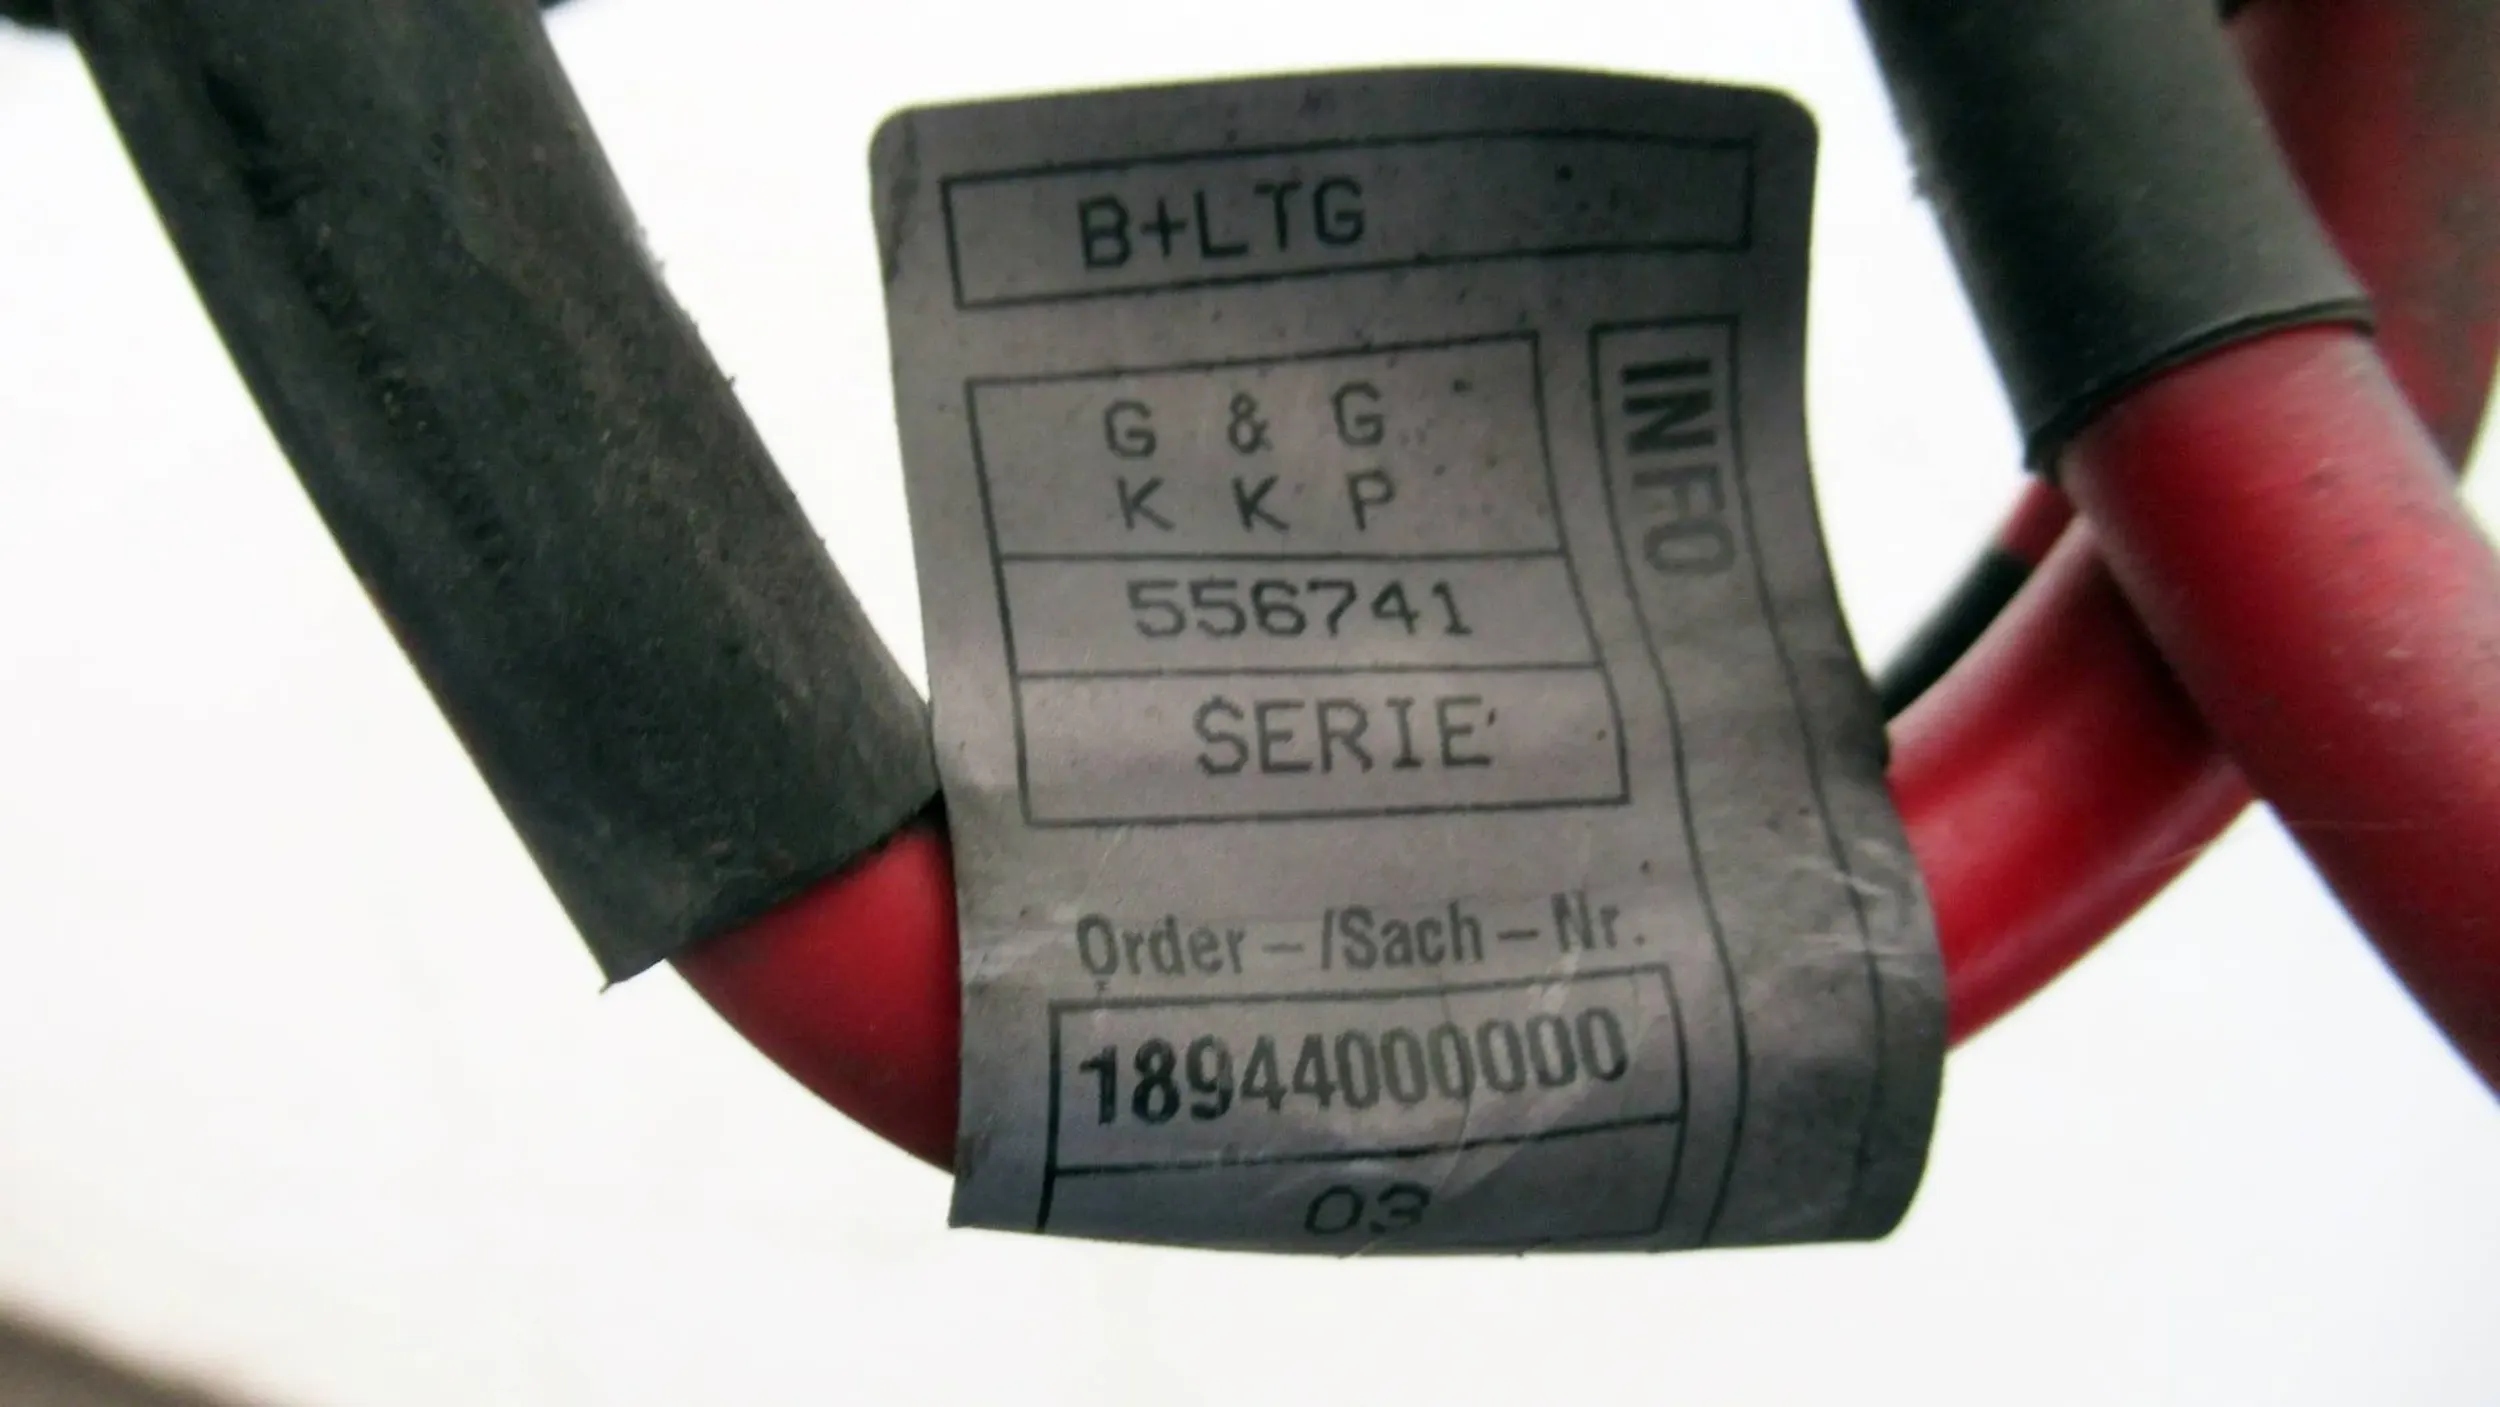 B+LTG
G & G
K K P
556741
SERIE
INFO
Order-/Sach-Nr.
18944000000
03